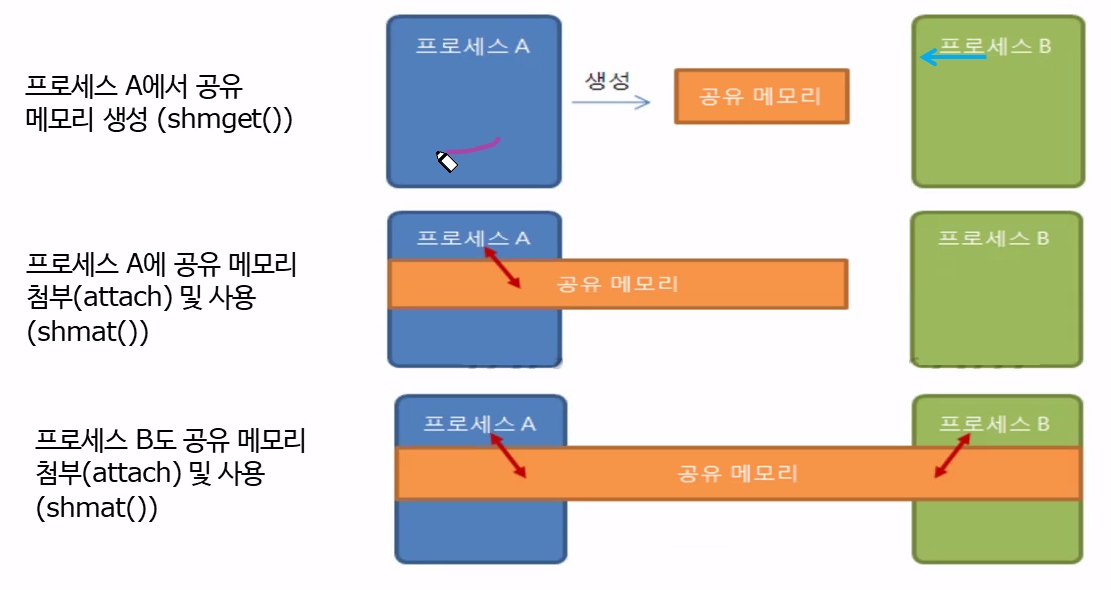 프로세스 A에서 공유
메모리 생성 (shmget())
프로세스 A
생성
공유 메모리
프로세스 B
프로세스 A에 공유 메모리
첨부(attach) 및 사용
(shmat())
프로세스 A
공유 메모리
프로세스 B
프로세스 B도 공유 메모리
첨부(attach) 및 사용
(shmat())
프로세스 A
공유 메모리
프로세스 B